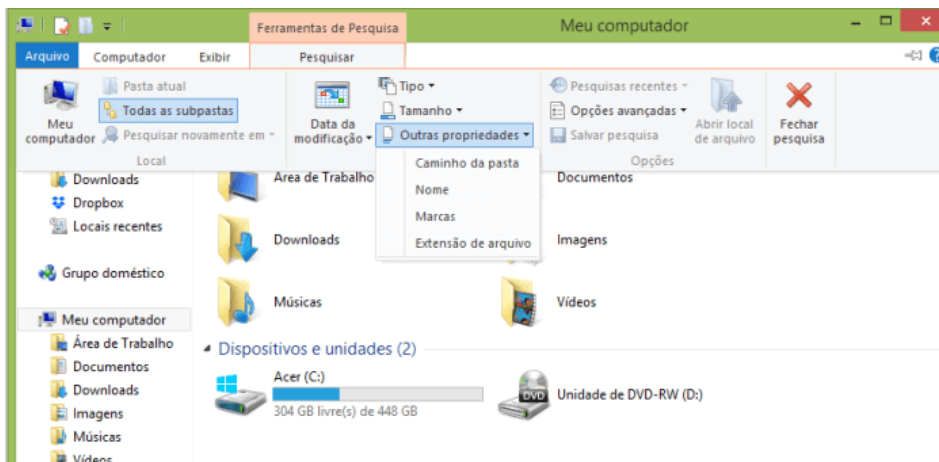 Ferramentas de Pesquisa
Meu computador
Arquivo
Computador
Exibir
Pesquisar
Meu computador
Pasta atual
Todas as subpastas
Pesquisar novamente em
Local
Data da modificação
Tipo
Tamanho
Outras propriedades
Caminho da pasta
Nome
Marcas
Extensão de arquivo
Pesquisas recentes
Opções avançadas
Salvar pesquisa
Abrir local de arquivo
Opções
Fechar pesquisa
Downloads
Dropbox
Locais recentes
Grupo doméstico
Meu computador
Área de Trabalho
Documentos
Downloads
Imagens
Músicas
Vídeos
Área de Trabalho
Documentos
Downloads
Imagens
Músicas
Vídeos
Dispositivos e unidades (2)
Acer (C:)
304 GB livre(s) de 448 GB
DVD
Unidade de DVD-RW (D:)